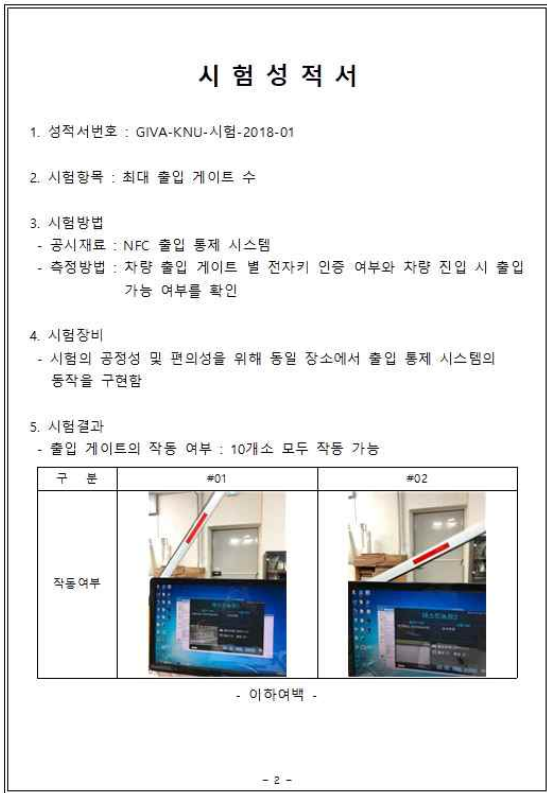 시 험 성 적 서
1. 성적서번호 : GIVA-KNU-시험-2018-01
2. 시험항목 : 최대 출입 게이트 수
3. 시험방법
- 공시재료 : NFC 출입 통제 시스템
- 측정방법 : 차량 출입 게이트 별 전자키 인증 여부와 차량 진입 시 출입
가능 여부를 확인
4. 시험장비
- 시험의 공정성 및 편의성을 위해 동일 장소에서 출입 통제 시스템의
동작을 구현함
5. 시험결과
- 출입 게이트의 작동 여부 : 10개소 모두 작동 가능
구 분 #01 #02
작동여부
- 이하여백 -
- 2 -